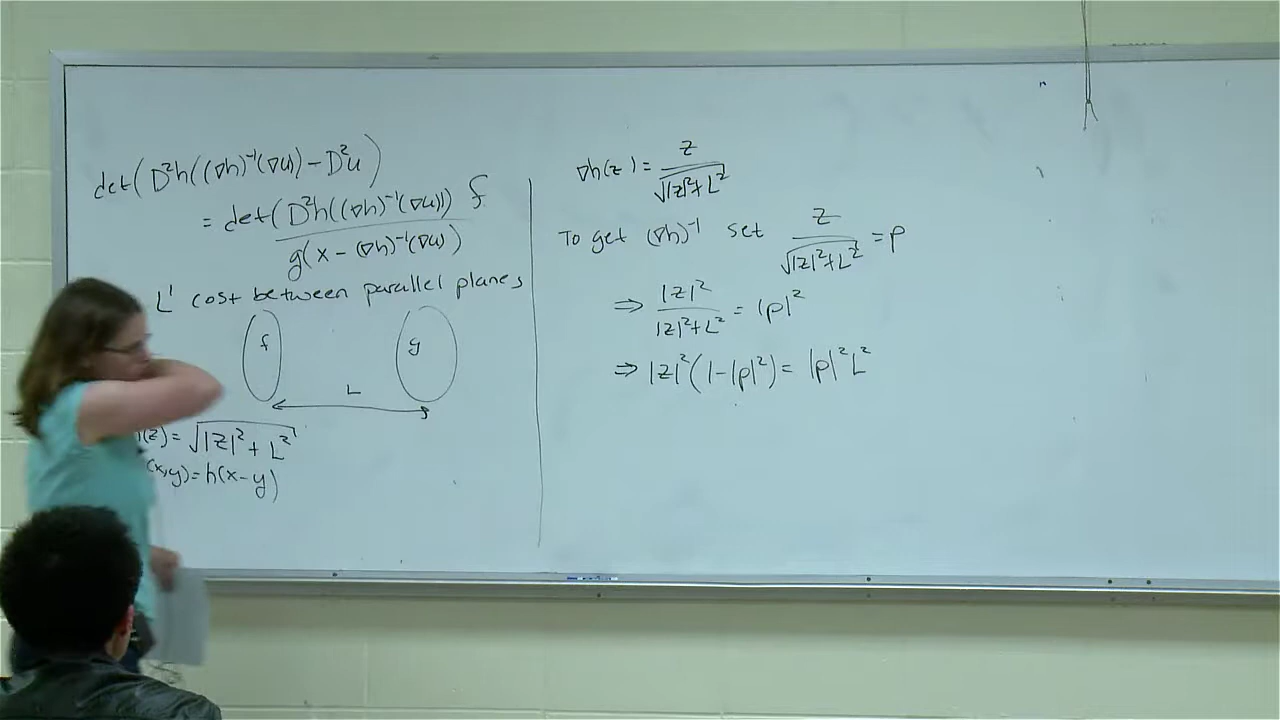 det(D²h((∇h)⁻¹(∇u)) - D²u)
= det(D²h((∇h)⁻¹(∇u)) f
g(x - (∇h)⁻¹(∇u))
L¹ cost between parallel planes
f g
L
(z) = √|z|² + L²
(x,y) = h(x-y)
∇h(z) = z / √|z|²+L²
To get (∇h)⁻¹ set z / √|z|²+L² = p
⇒ |z|² / |z|²+L² = |p|²
⇒ |z|²(1-|p|²) = |p|²L²